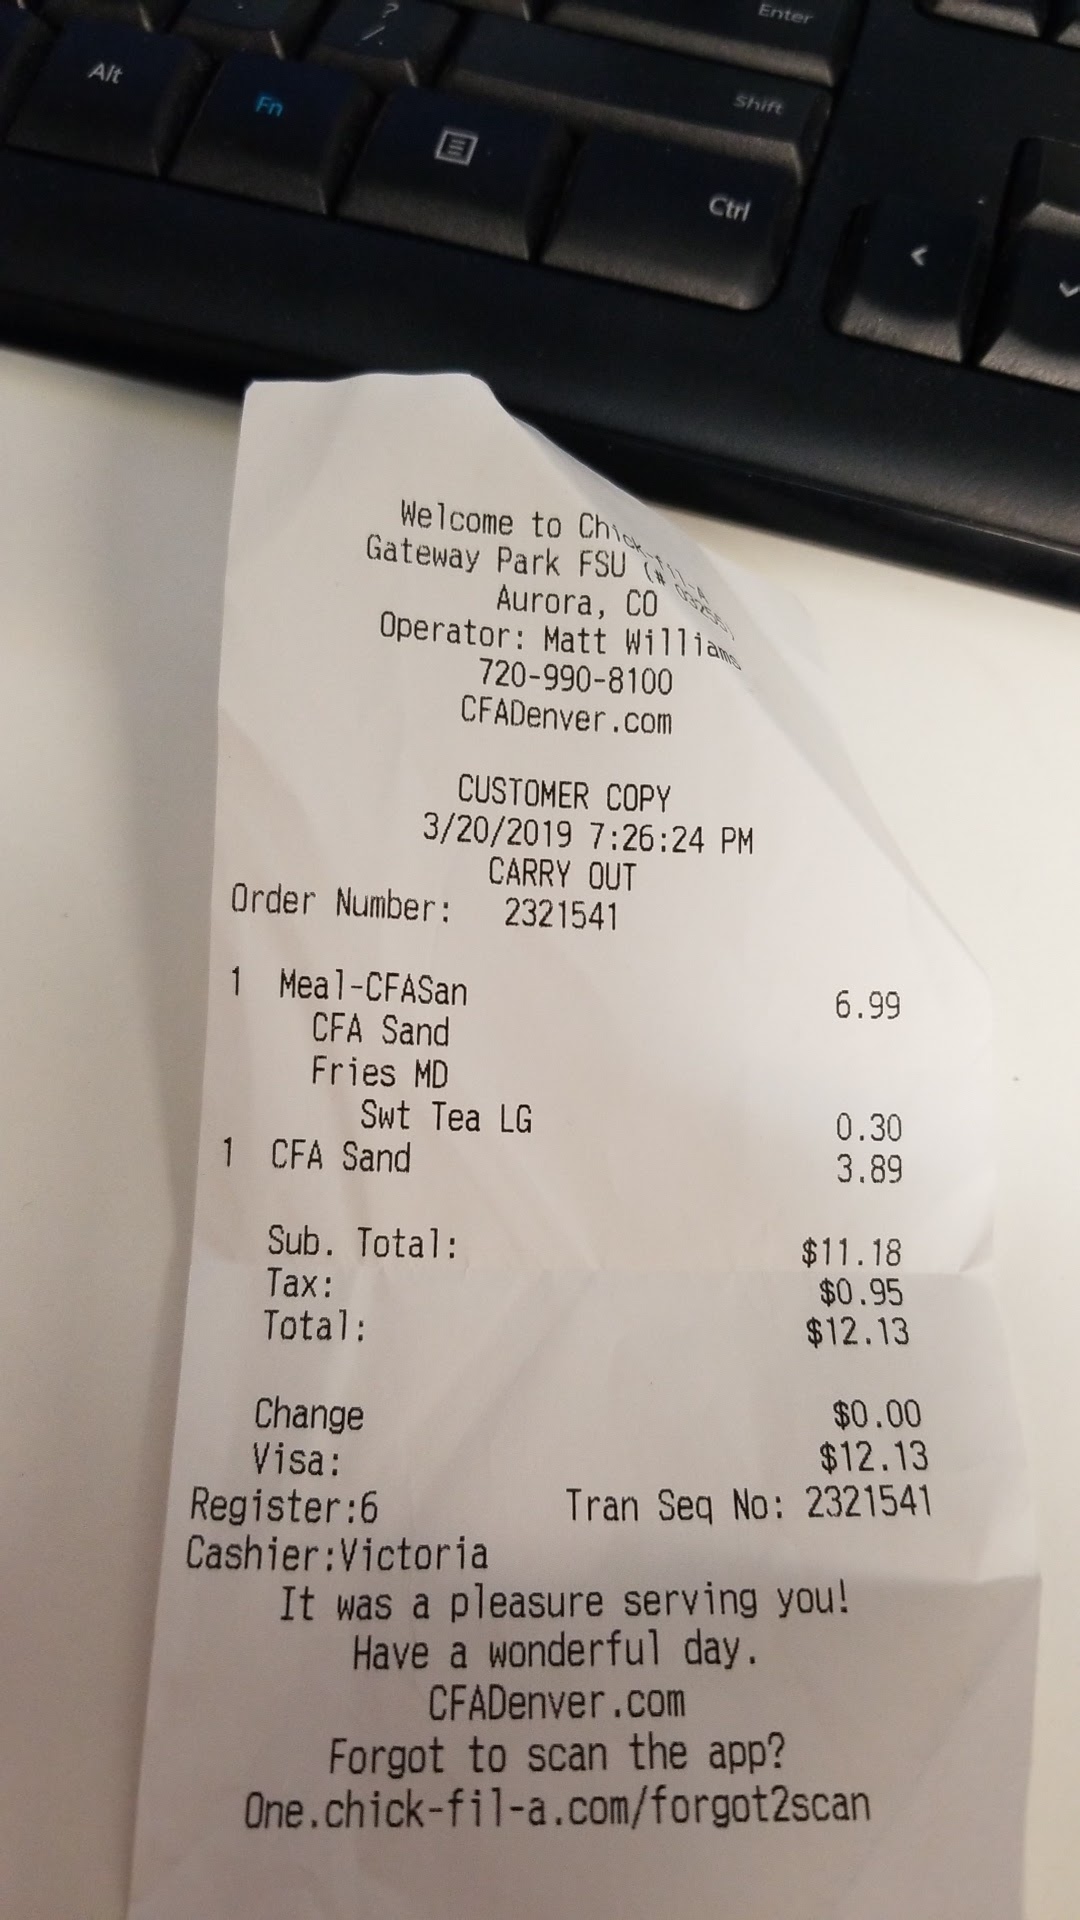 Enter
?
/
Alt
Fn
Shift
Ctrl
Welcome to Chick-fil-A
Gateway Park FSU (#
Aurora, CO
Operator: Matt Williams
720-990-8100
CFADenver.com
CUSTOMER COPY
3/20/2019 7:26:24 PM
CARRY OUT
Order Number: 2321541
1 Meal-CFASan 6.99
CFA Sand
Fries MD
Swt Tea LG 0.30
1 CFA Sand 3.89
Sub. Total: $11.18
Tax: $0.95
Total: $12.13
Change $0.00
Visa: $12.13
Register:6 Tran Seq No: 2321541
Cashier:Victoria
It was a pleasure serving you!
Have a wonderful day.
CFADenver.com
Forgot to scan the app?
One.chick-fil-a.com/forgot2scan